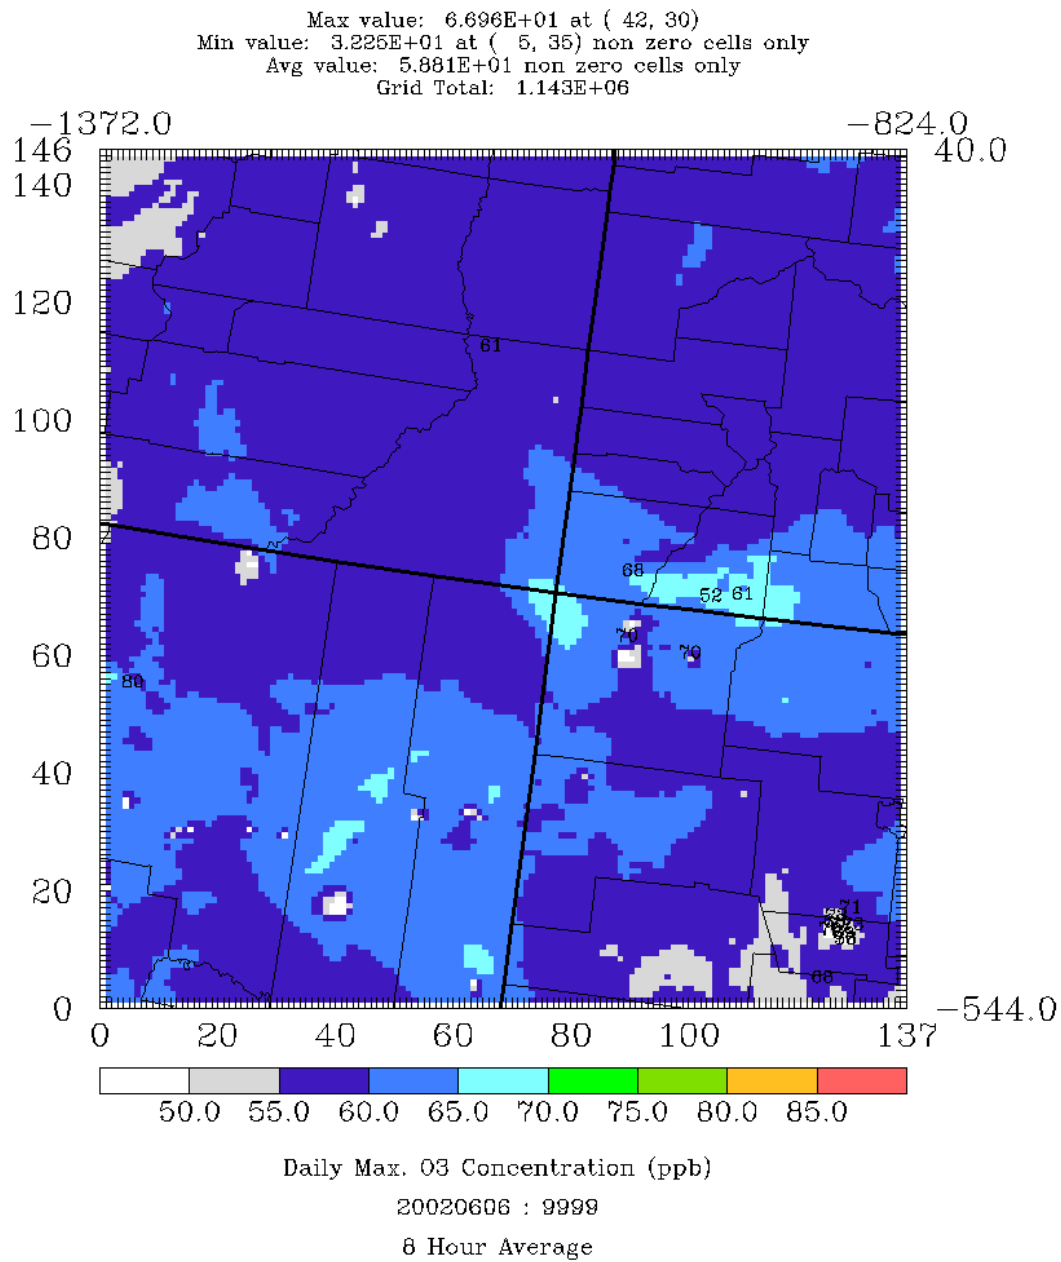 Max value: 6.696E+01 at ( 42, 30)
Min value: 3.225E+01 at ( 5, 35) non zero cells only
Avg value: 5.881E+01 non zero cells only
Grid Total: 1.143E+06
-1372.0 -824.0
146 40.0
140
120
61
100
80
68
52 61
70
70
60
80
40
20
71
68
0 -544.0
0 20 40 60 80 100 137
50.0 55.0 60.0 65.0 70.0 75.0 80.0 85.0
Daily Max. O3 Concentration (ppb)
20020606 : 9999
8 Hour Average